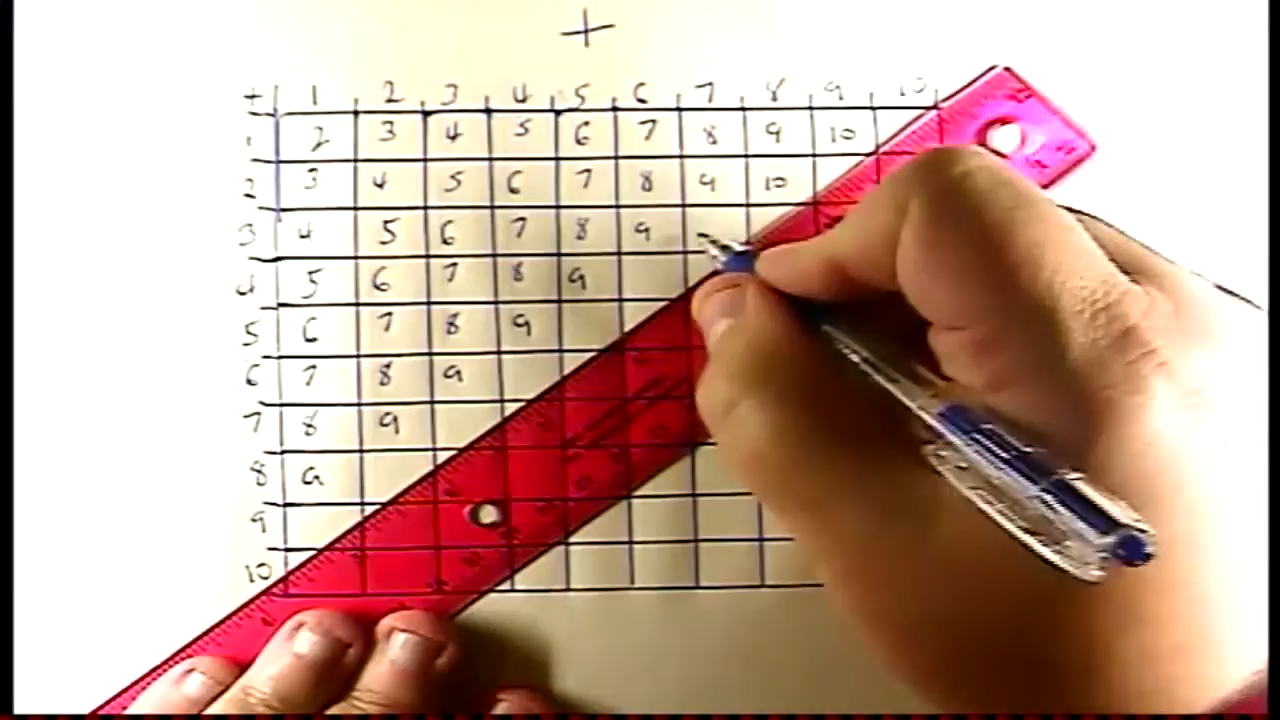 +
+ 1 2 3 4 5 6 7 8 9 10
1 2 3 4 5 6 7 8 9 10
2 3 4 5 6 7 8 9 10
3 4 5 6 7 8 9
4 5 6 7 8 9
5 6 7 8 9
6 7 8 9
7 8 9
8 9
9
10